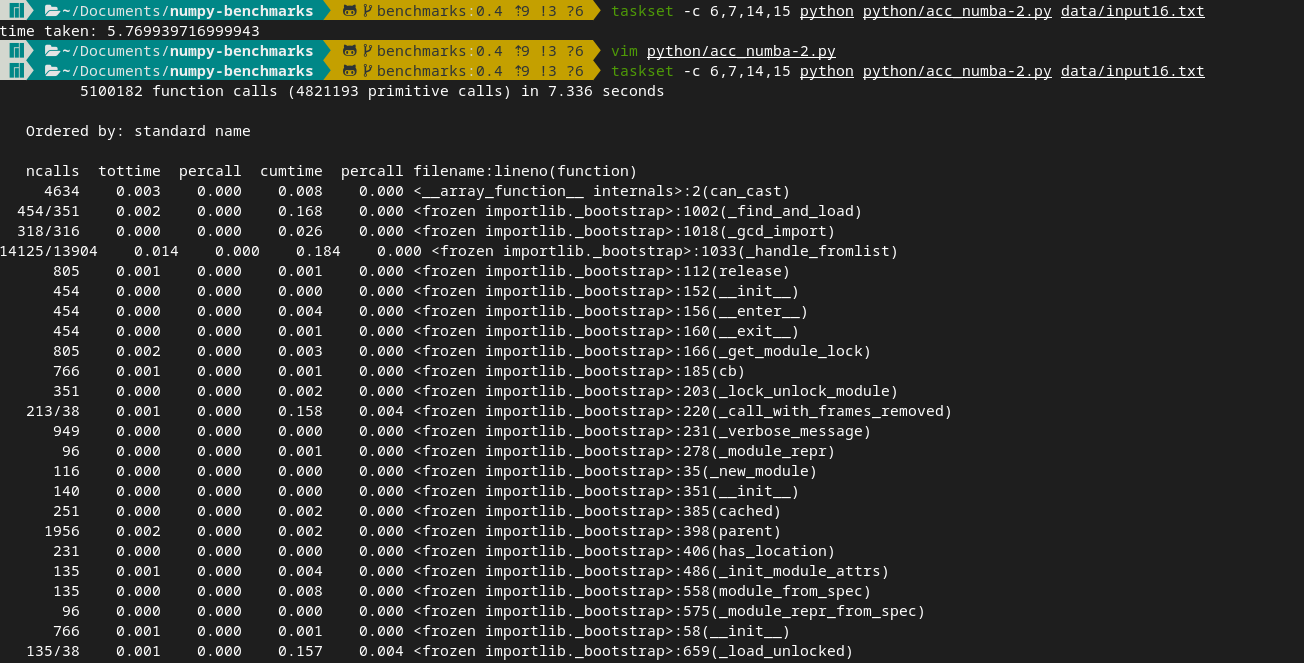 ~/Documents/numpy-benchmarks benchmarks:0.4 ⇡9 !3 ?6 taskset -c 6,7,14,15 python python/acc_numba-2.py data/input16.txt
time taken: 5.769939716999943
~/Documents/numpy-benchmarks benchmarks:0.4 ⇡9 !3 ?6 vim python/acc_numba-2.py
~/Documents/numpy-benchmarks benchmarks:0.4 ⇡9 !3 ?6 taskset -c 6,7,14,15 python python/acc_numba-2.py data/input16.txt
5100182 function calls (4821193 primitive calls) in 7.336 seconds
Ordered by: standard name
ncalls tottime percall cumtime percall filename:lineno(function)
4634 0.003 0.000 0.008 0.000 <__array_function__ internals>:2(can_cast)
454/351 0.002 0.000 0.168 0.000 <frozen importlib._bootstrap>:1002(_find_and_load)
318/316 0.000 0.000 0.026 0.000 <frozen importlib._bootstrap>:1018(_gcd_import)
14125/13904 0.014 0.000 0.184 0.000 <frozen importlib._bootstrap>:1033(_handle_fromlist)
805 0.001 0.000 0.001 0.000 <frozen importlib._bootstrap>:112(release)
454 0.000 0.000 0.000 0.000 <frozen importlib._bootstrap>:152(__init__)
454 0.000 0.000 0.004 0.000 <frozen importlib._bootstrap>:156(__enter__)
454 0.000 0.000 0.001 0.000 <frozen importlib._bootstrap>:160(__exit__)
805 0.002 0.000 0.003 0.000 <frozen importlib._bootstrap>:166(_get_module_lock)
766 0.001 0.000 0.001 0.000 <frozen importlib._bootstrap>:185(cb)
351 0.000 0.000 0.002 0.000 <frozen importlib._bootstrap>:203(_lock_unlock_module)
213/38 0.001 0.000 0.158 0.004 <frozen importlib._bootstrap>:220(_call_with_frames_removed)
949 0.000 0.000 0.000 0.000 <frozen importlib._bootstrap>:231(_verbose_message)
96 0.000 0.000 0.001 0.000 <frozen importlib._bootstrap>:278(_module_repr)
116 0.000 0.000 0.000 0.000 <frozen importlib._bootstrap>:35(_new_module)
140 0.000 0.000 0.000 0.000 <frozen importlib._bootstrap>:351(__init__)
251 0.000 0.000 0.002 0.000 <frozen importlib._bootstrap>:385(cached)
1956 0.002 0.000 0.002 0.000 <frozen importlib._bootstrap>:398(parent)
231 0.000 0.000 0.000 0.000 <frozen importlib._bootstrap>:406(has_location)
135 0.001 0.000 0.004 0.000 <frozen importlib._bootstrap>:486(_init_module_attrs)
135 0.000 0.000 0.008 0.000 <frozen importlib._bootstrap>:558(module_from_spec)
96 0.000 0.000 0.000 0.000 <frozen importlib._bootstrap>:575(_module_repr_from_spec)
766 0.001 0.000 0.001 0.000 <frozen importlib._bootstrap>:58(__init__)
135/38 0.001 0.000 0.157 0.004 <frozen importlib._bootstrap>:659(_load_unlocked)